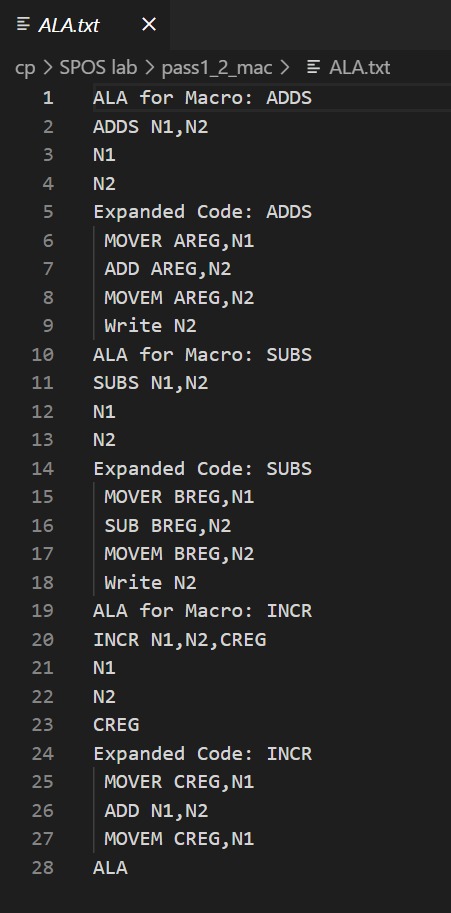 ALA.txt
cp > SPOS lab > pass1_2_mac > ALA.txt
1 ALA for Macro: ADDS
2 ADDS N1,N2
3 N1
4 N2
5 Expanded Code: ADDS
6 MOVER AREG,N1
7 ADD AREG,N2
8 MOVEM AREG,N2
9 Write N2
10 ALA for Macro: SUBS
11 SUBS N1,N2
12 N1
13 N2
14 Expanded Code: SUBS
15 MOVER BREG,N1
16 SUB BREG,N2
17 MOVEM BREG,N2
18 Write N2
19 ALA for Macro: INCR
20 INCR N1,N2,CREG
21 N1
22 N2
23 CREG
24 Expanded Code: INCR
25 MOVER CREG,N1
26 ADD N1,N2
27 MOVEM CREG,N1
28 ALA